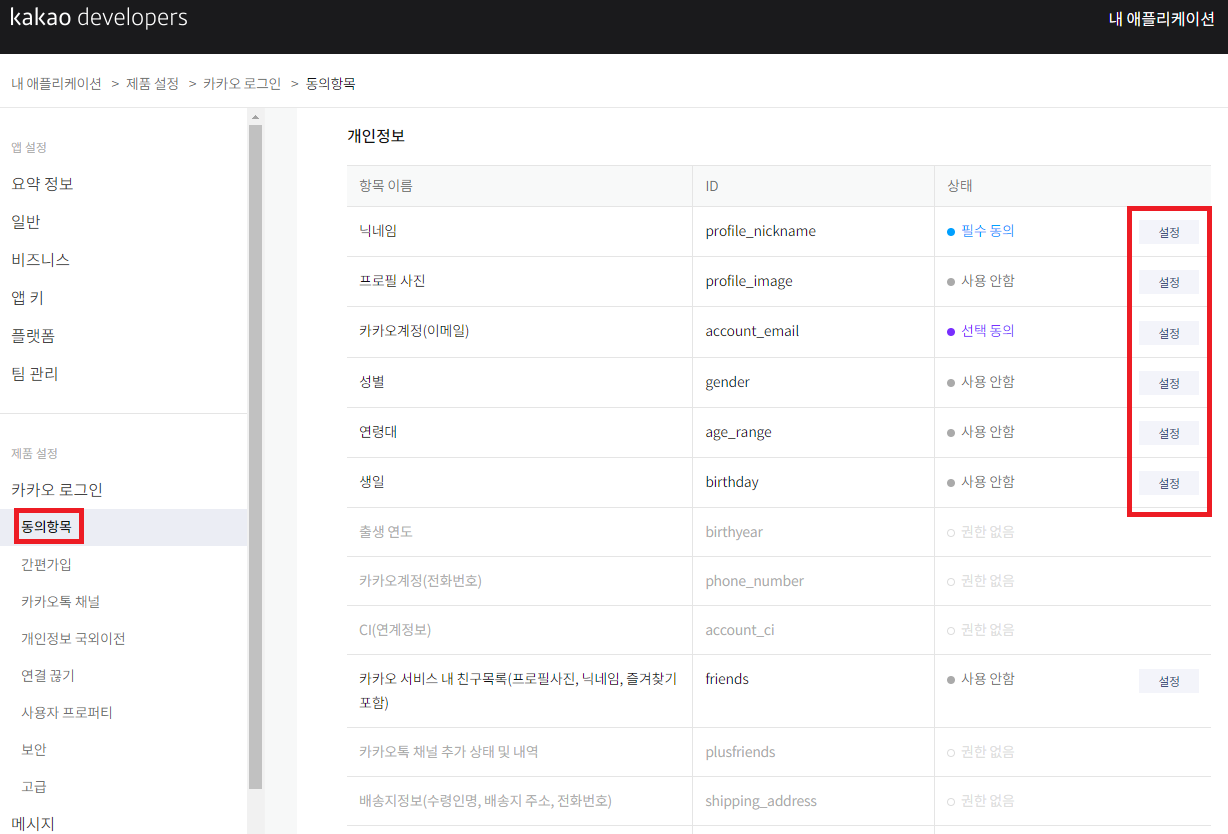 kakao developers
내 애플리케이션
내 애플리케이션 > 제품 설정 > 카카오 로그인 > 동의항목
앱 설정
요약 정보
일반
비즈니스
앱 키
플랫폼
팀 관리
제품 설정
카카오 로그인
동의항목
간편가입
카카오톡 채널
개인정보 국외이전
연결 끊기
사용자 프로퍼티
보안
고급
메시지
개인정보
항목 이름 ID 상태
닉네임 profile_nickname 필수 동의 설정
프로필 사진 profile_image 사용 안함 설정
카카오계정(이메일) account_email 선택 동의 설정
성별 gender 사용 안함 설정
연령대 age_range 사용 안함 설정
생일 birthday 사용 안함 설정
출생 연도 birthyear 권한 없음
카카오계정(전화번호) phone_number 권한 없음
CI(연계정보) account_ci 권한 없음
카카오 서비스 내 친구목록(프로필사진, 닉네임, 즐겨찾기 friends 사용 안함 설정
포함)
카카오톡 채널 추가 상태 및 내역 plusfriends 권한 없음
배송지정보(수령인명, 배송지 주소, 전화번호) shipping_address 권한 없음